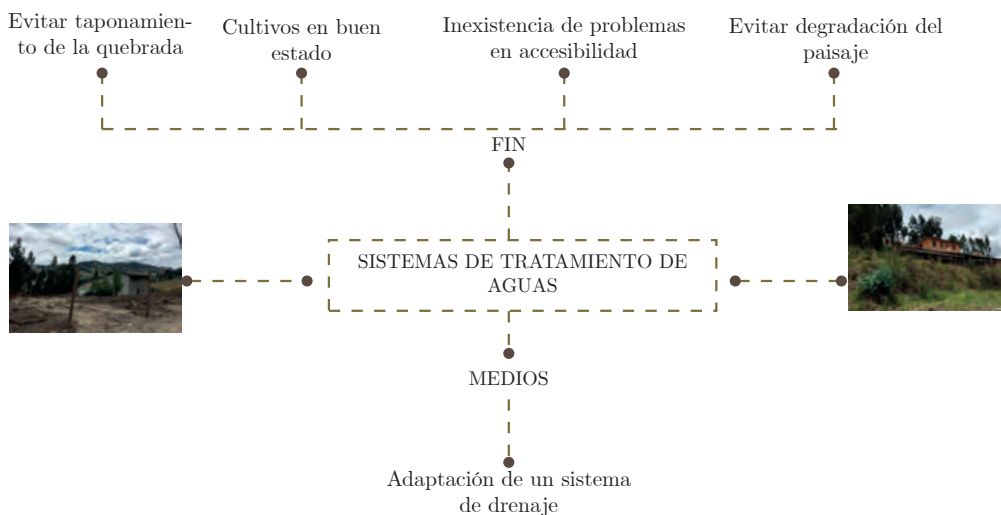 Evitar taponamien-
to de la quebrada
Cultivos en buen
estado
Inexistencia de problemas
en accesibilidad
Evitar degradación del
paisaje
FIN
SISTEMAS DE TRATAMIENTO DE
AGUAS
MEDIOS
Adaptación de un sistema
de drenaje